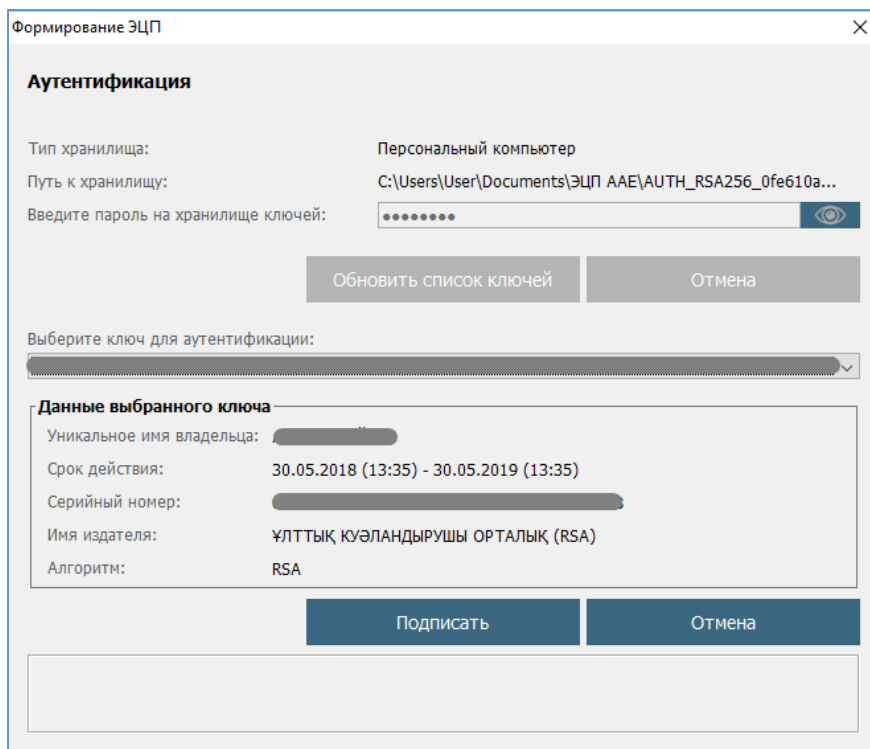 Формирование ЭЦП
Аутентификация
Тип хранилища: Персональный компьютер
Путь к хранилищу: C:\Users\User\Documents\ЭЦП ААЕ\AUTH_RSA256_0fe610a...
Введите пароль на хранилище ключей: ●●●●●●●●
Обновить список ключей Отмена
Выберите ключ для аутентификации:
Данные выбранного ключа
Уникальное имя владельца:
Срок действия: 30.05.2018 (13:35) - 30.05.2019 (13:35)
Серийный номер:
Имя издателя: ҰЛТТЫҚ КУӘЛАНДЫРУШЫ ОРТАЛЫҚ (RSA)
Алгоритм: RSA
Подписать Отмена